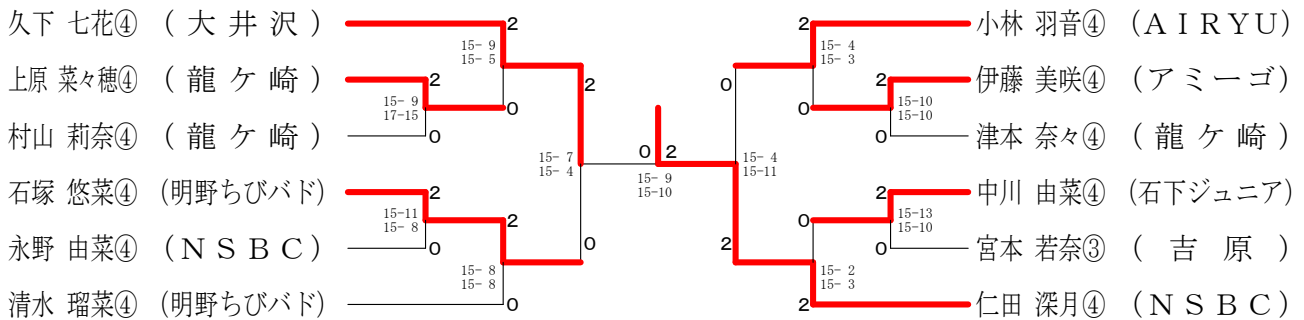 久下 七花④ (大井沢) 2 2 小林 羽音④ (AIRYU)
15- 9 15- 4
15- 5 15- 3
上原 菜々穂④ (龍ケ崎) 2 2 0 2 伊藤 美咲④ (アミーゴ)
15- 9 0 0 15-10
17-15 15-10
村山 莉奈④ (龍ケ崎) 0 0 津本 奈々④ (龍ケ崎)
15- 7 0 2 15- 4
15- 4 15- 9 15-11
15-10
石塚 悠菜④ (明野ちびバド) 2 2 中川 由菜④ (石下ジュニア)
15-11 2 0 15-13
15- 8 15-10
永野 由菜④ (NSBC) 0 0 2 0 宮本 若奈③ (吉原)
15- 8 15- 2
15- 8 15- 3
清水 瑠菜④ (明野ちびバド) 0 2 仁田 深月④ (NSBC)